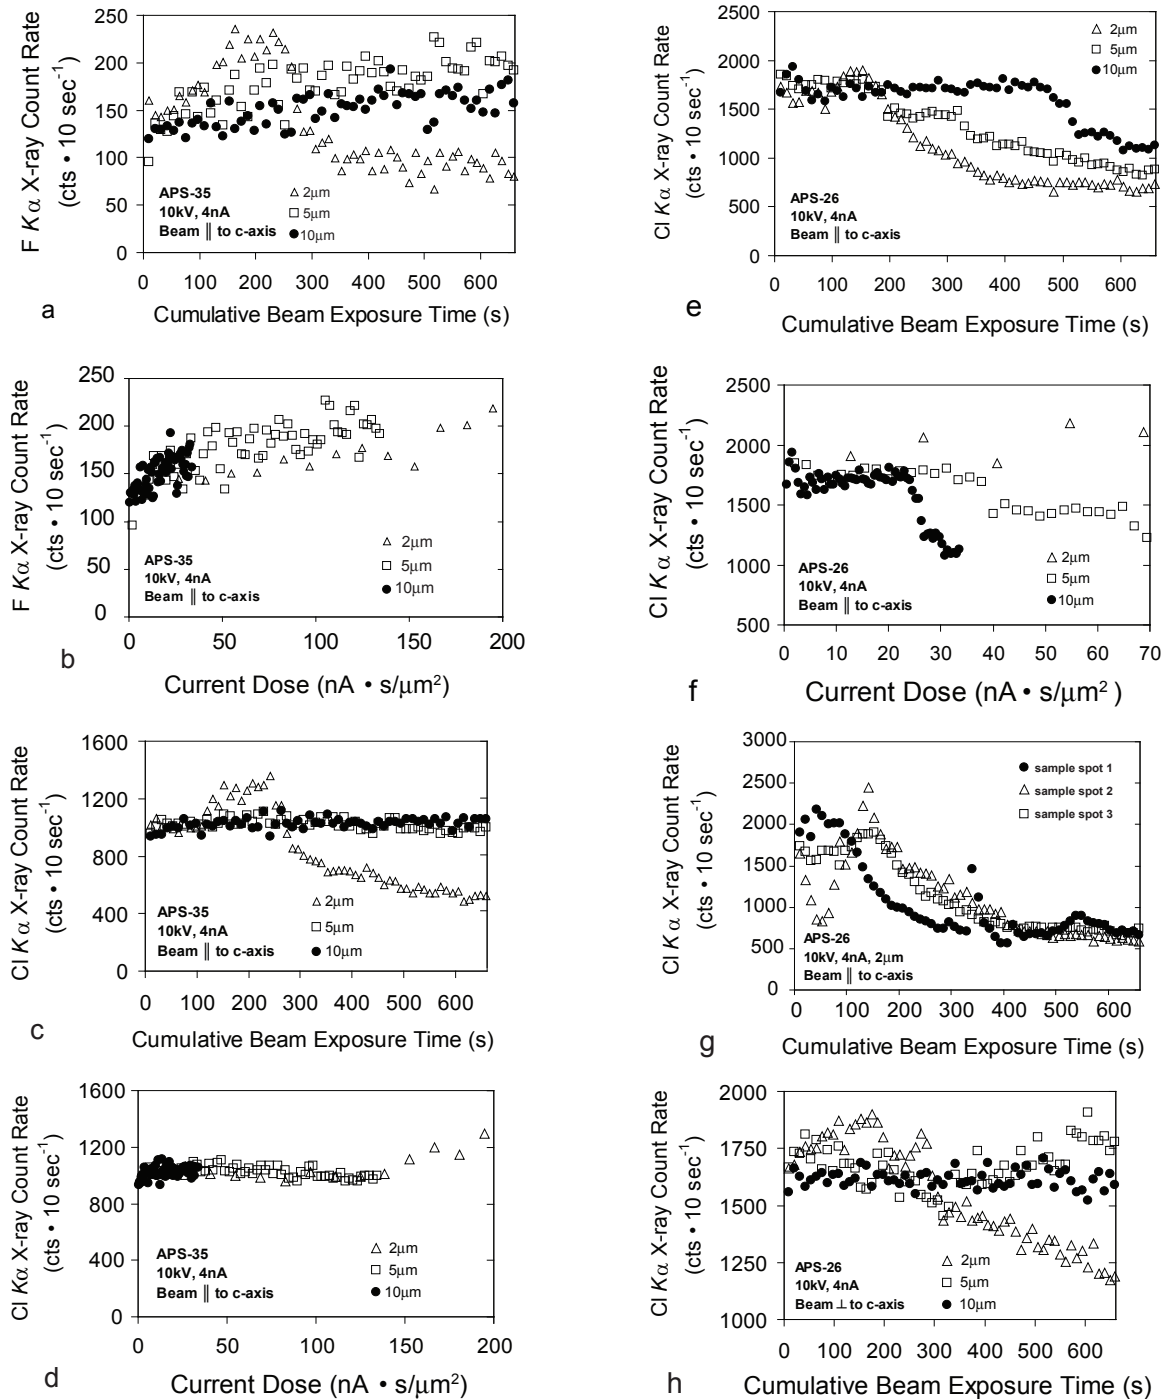 F Kα X-ray Count Rate
(cts • 10 sec⁻¹)
250
200
150
100
50
0
APS-35
10kV, 4nA
Beam ‖ to c-axis
△ 2μm
□ 5μm
● 10μm
0 100 200 300 400 500 600
Cumulative Beam Exposure Time (s)
a
F Kα X-ray Count Rate
(cts • 10 sec⁻¹)
250
200
150
100
50
0
APS-35
10kV, 4nA
Beam ‖ to c-axis
△ 2μm
□ 5μm
● 10μm
0 50 100 150 200
Current Dose (nA • s/μm²)
b
Cl Kα X-ray Count Rate
(cts • 10 sec⁻¹)
1600
1200
800
400
0
APS-35
10kV, 4nA
Beam ‖ to c-axis
△ 2μm
□ 5μm
● 10μm
0 100 200 300 400 500 600
Cumulative Beam Exposure Time (s)
c
Cl Kα X-ray Count Rate
(cts • 10 sec⁻¹)
1600
1200
800
400
0
APS-35
10kV, 4nA
Beam ‖ to c-axis
△ 2μm
□ 5μm
● 10μm
0 50 100 150 200
Current Dose (nA • s/μm²)
d
Cl Kα X-ray Count Rate
(cts • 10 sec⁻¹)
2500
2000
1500
1000
500
0
△ 2μm
□ 5μm
● 10μm
APS-26
10kV, 4nA
Beam ‖ to c-axis
0 100 200 300 400 500 600
Cumulative Beam Exposure Time (s)
e
Cl Kα X-ray Count Rate
(cts • 10 sec⁻¹)
2500
2000
1500
1000
500
APS-26
10kV, 4nA
Beam ‖ to c-axis
△ 2μm
□ 5μm
● 10μm
0 10 20 30 40 50 60 70
Current Dose (nA • s/μm² )
f
Cl Kα X-ray Count Rate
(cts • 10 sec⁻¹)
3000
2500
2000
1500
1000
500
0
● sample spot 1
△ sample spot 2
□ sample spot 3
APS-26
10kV, 4nA, 2μm
Beam ‖ to c-axis
0 100 200 300 400 500 600
Cumulative Beam Exposure Time (s)
g
Cl Kα X-ray Count Rate
(cts • 10 sec⁻¹)
2000
1750
1500
1250
1000
APS-26
10kV, 4nA
Beam ⊥ to c-axis
△ 2μm
□ 5μm
● 10μm
0 100 200 300 400 500 600
Cumulative Beam Exposure Time (s)
h